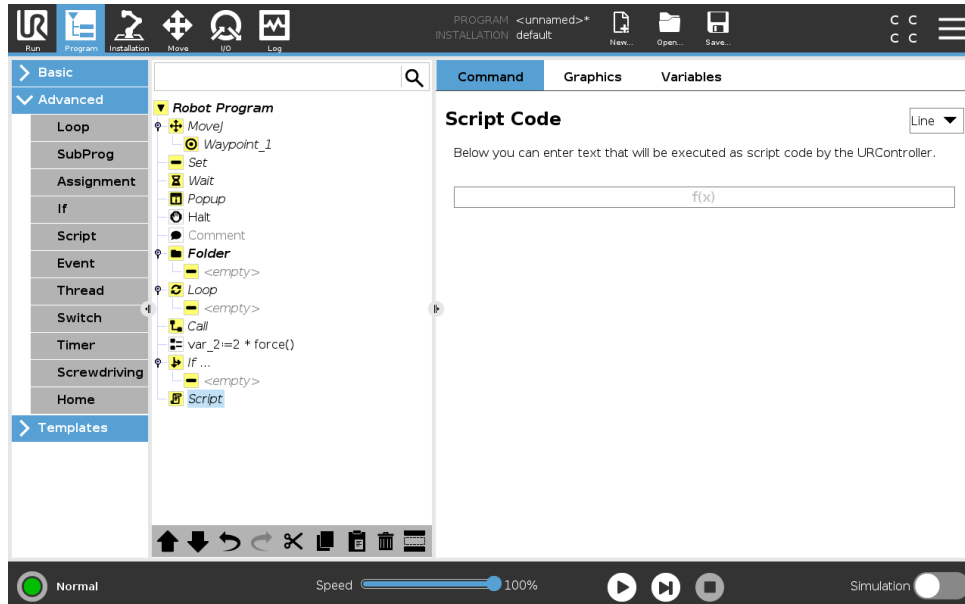 PROGRAM <unnamed>*
INSTALLATION default
Run
Program
Installation
Move
I/O
Log
New...
Open...
Save...
C C
C C
Basic
Advanced
Loop
SubProg
Assignment
If
Script
Event
Thread
Switch
Timer
Screwdriving
Home
Templates
Robot Program
MoveJ
Waypoint_1
Set
Wait
Popup
Halt
Comment
Folder
<empty>
Loop
<empty>
Call
var_2:=2 * force()
If ...
<empty>
Script
Command
Graphics
Variables
Script Code
Line
Below you can enter text that will be executed as script code by the URController.
f(x)
Normal
Speed
100%
Simulation